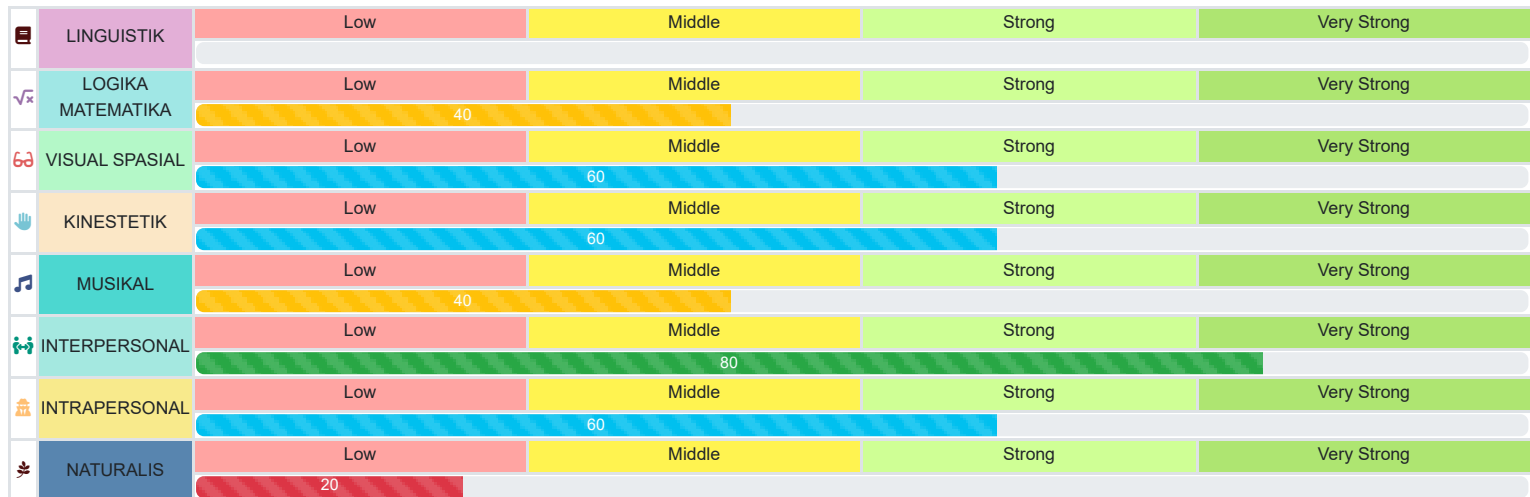 Low Middle Strong Very Strong
LINGUISTIK
Low Middle Strong Very Strong
LOGIKA
MATEMATIKA
40
Low Middle Strong Very Strong
VISUAL SPASIAL
60
Low Middle Strong Very Strong
KINESTETIK
60
Low Middle Strong Very Strong
MUSIKAL
40
Low Middle Strong Very Strong
INTERPERSONAL
80
Low Middle Strong Very Strong
INTRAPERSONAL
60
Low Middle Strong Very Strong
NATURALIS
20